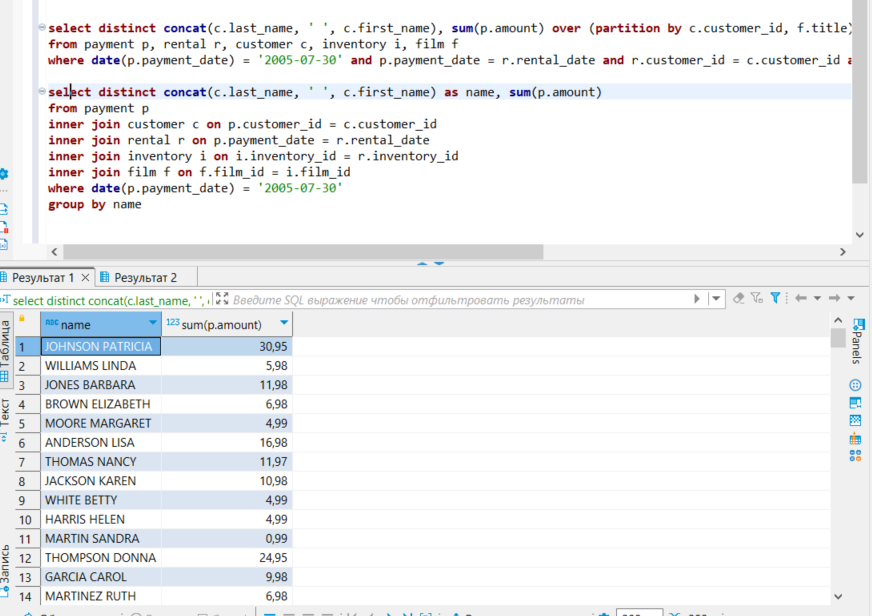 select distinct concat(c.last_name, ' ', c.first_name), sum(p.amount) over (partition by c.customer_id, f.title)
from payment p, rental r, customer c, inventory i, film f
where date(p.payment_date) = '2005-07-30' and p.payment_date = r.rental_date and r.customer_id = c.customer_id
select distinct concat(c.last_name, ' ', c.first_name) as name, sum(p.amount)
from payment p
inner join customer c on p.customer_id = c.customer_id
inner join rental r on p.payment_date = r.rental_date
inner join inventory i on i.inventory_id = r.inventory_id
inner join film f on f.film_id = i.film_id
where date(p.payment_date) = '2005-07-30'
group by name
Результат 1 Результат 2
select distinct concat(c.last_name, ' ', Введите SQL выражение чтобы отфильтровать результаты
name 123 sum(p.amount)
1 JOHNSON PATRICIA 30,95
2 WILLIAMS LINDA 5,98
3 JONES BARBARA 11,98
4 BROWN ELIZABETH 6,98
5 MOORE MARGARET 4,99
6 ANDERSON LISA 16,98
7 THOMAS NANCY 11,97
8 JACKSON KAREN 10,98
9 WHITE BETTY 4,99
10 HARRIS HELEN 4,99
11 MARTIN SANDRA 0,99
12 THOMPSON DONNA 24,95
13 GARCIA CAROL 9,98
14 MARTINEZ RUTH 6,98
Таблица
Текст
Запись
Panels